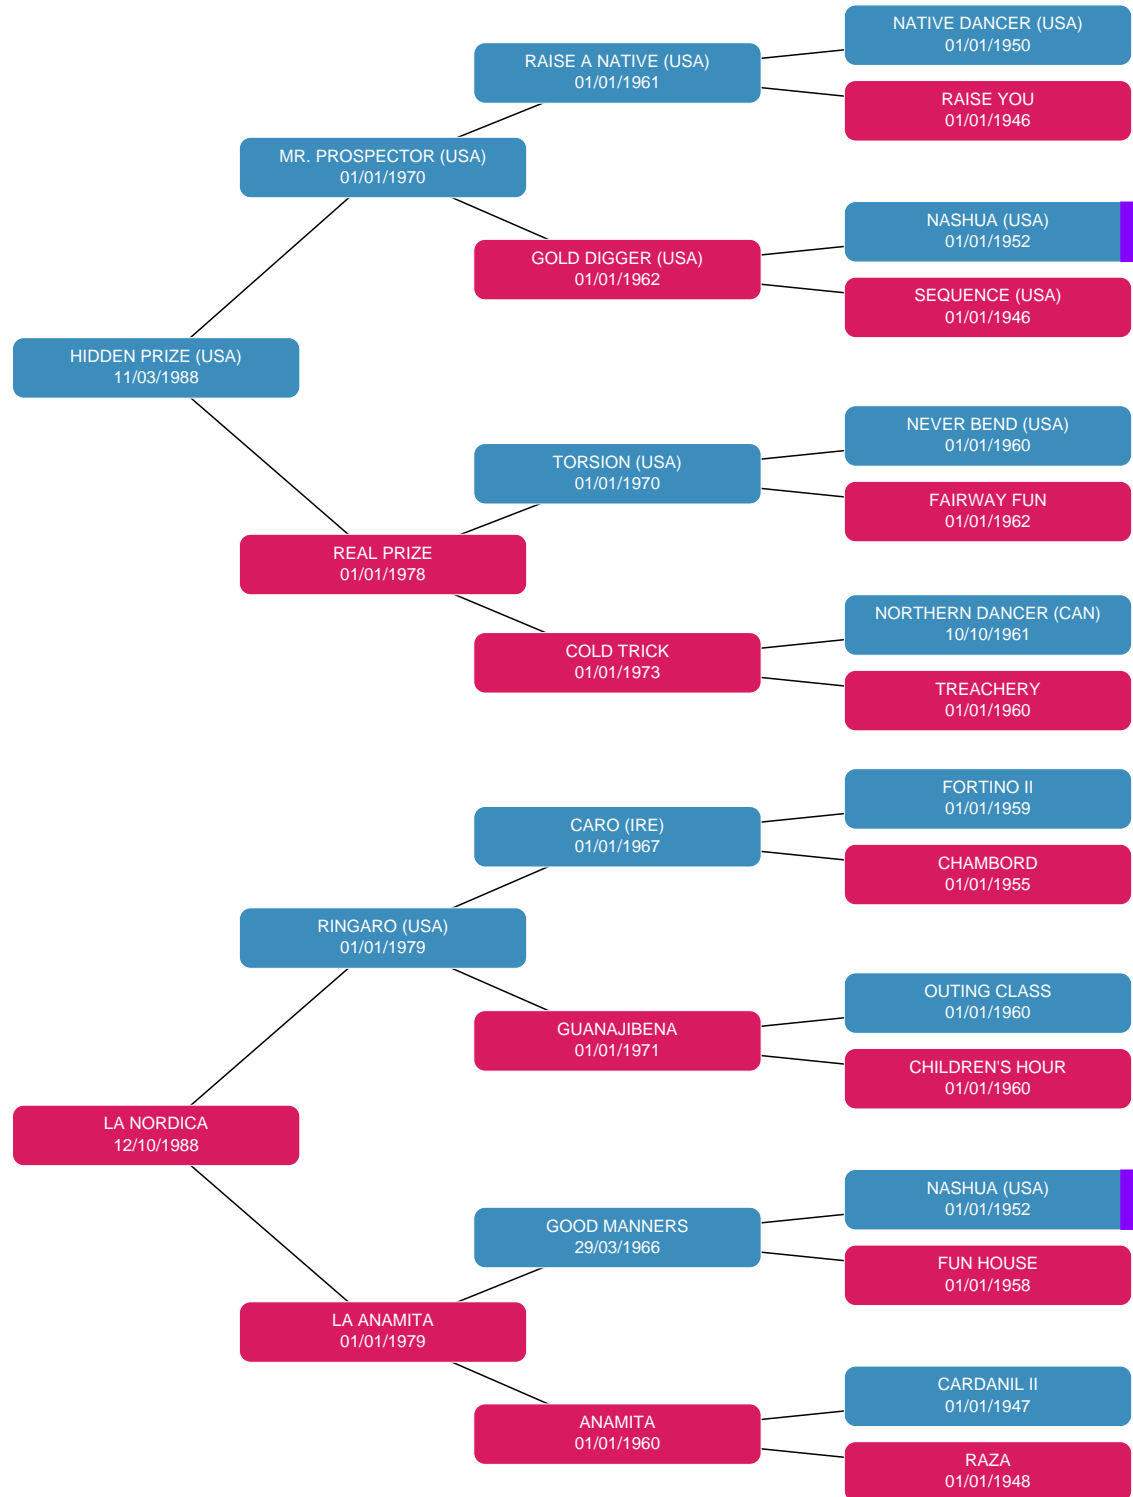 NATIVE DANCER (USA)
01/01/1950
RAISE A NATIVE (USA)
01/01/1961
RAISE YOU
01/01/1946
MR. PROSPECTOR (USA)
01/01/1970
NASHUA (USA)
01/01/1952
GOLD DIGGER (USA)
01/01/1962
SEQUENCE (USA)
01/01/1946
HIDDEN PRIZE (USA)
11/03/1988
NEVER BEND (USA)
01/01/1960
TORSION (USA)
01/01/1970
FAIRWAY FUN
01/01/1962
REAL PRIZE
01/01/1978
NORTHERN DANCER (CAN)
10/10/1961
COLD TRICK
01/01/1973
TREACHERY
01/01/1960
FORTINO II
01/01/1959
CARO (IRE)
01/01/1967
CHAMBORD
01/01/1955
RINGARO (USA)
01/01/1979
OUTING CLASS
01/01/1960
GUANAJIBENA
01/01/1971
CHILDREN'S HOUR
01/01/1960
LA NORDICA
12/10/1988
NASHUA (USA)
01/01/1952
GOOD MANNERS
29/03/1966
FUN HOUSE
01/01/1958
LA ANAMITA
01/01/1979
CARDANIL II
01/01/1947
ANAMITA
01/01/1960
RAZA
01/01/1948